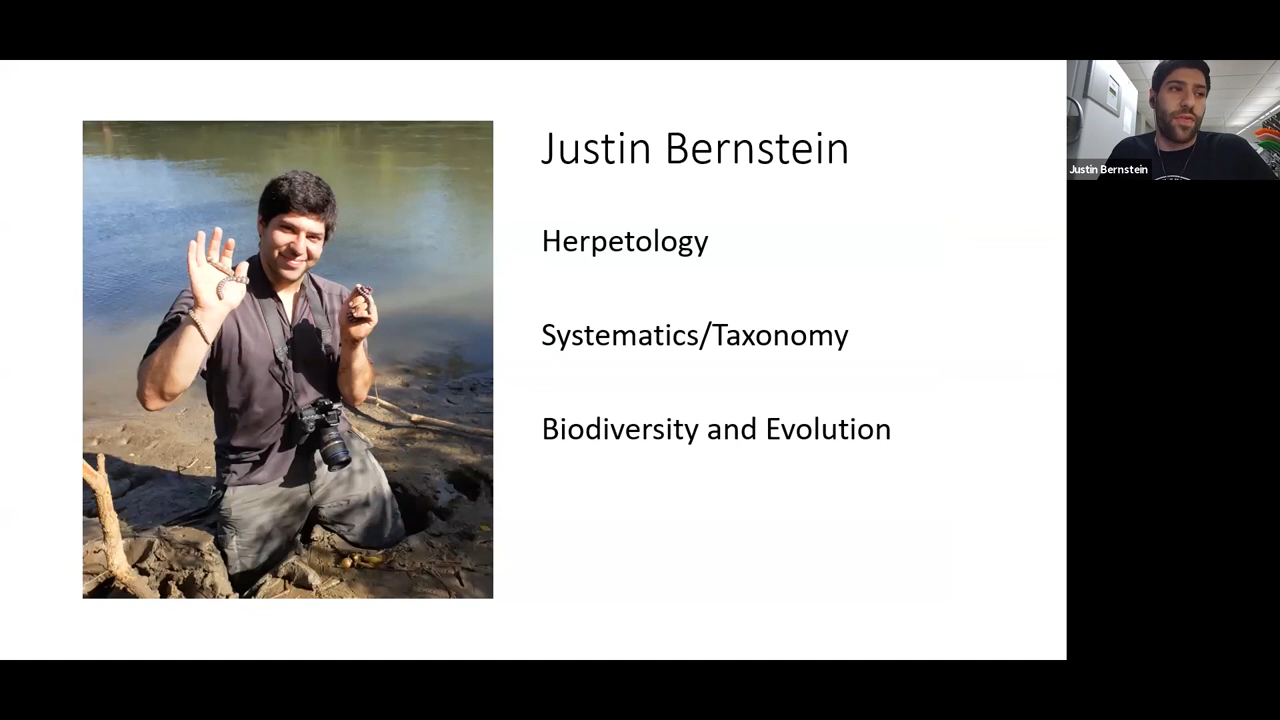 Justin Bernstein
Herpetology
Systematics/Taxonomy
Biodiversity and Evolution
Justin Bernstein